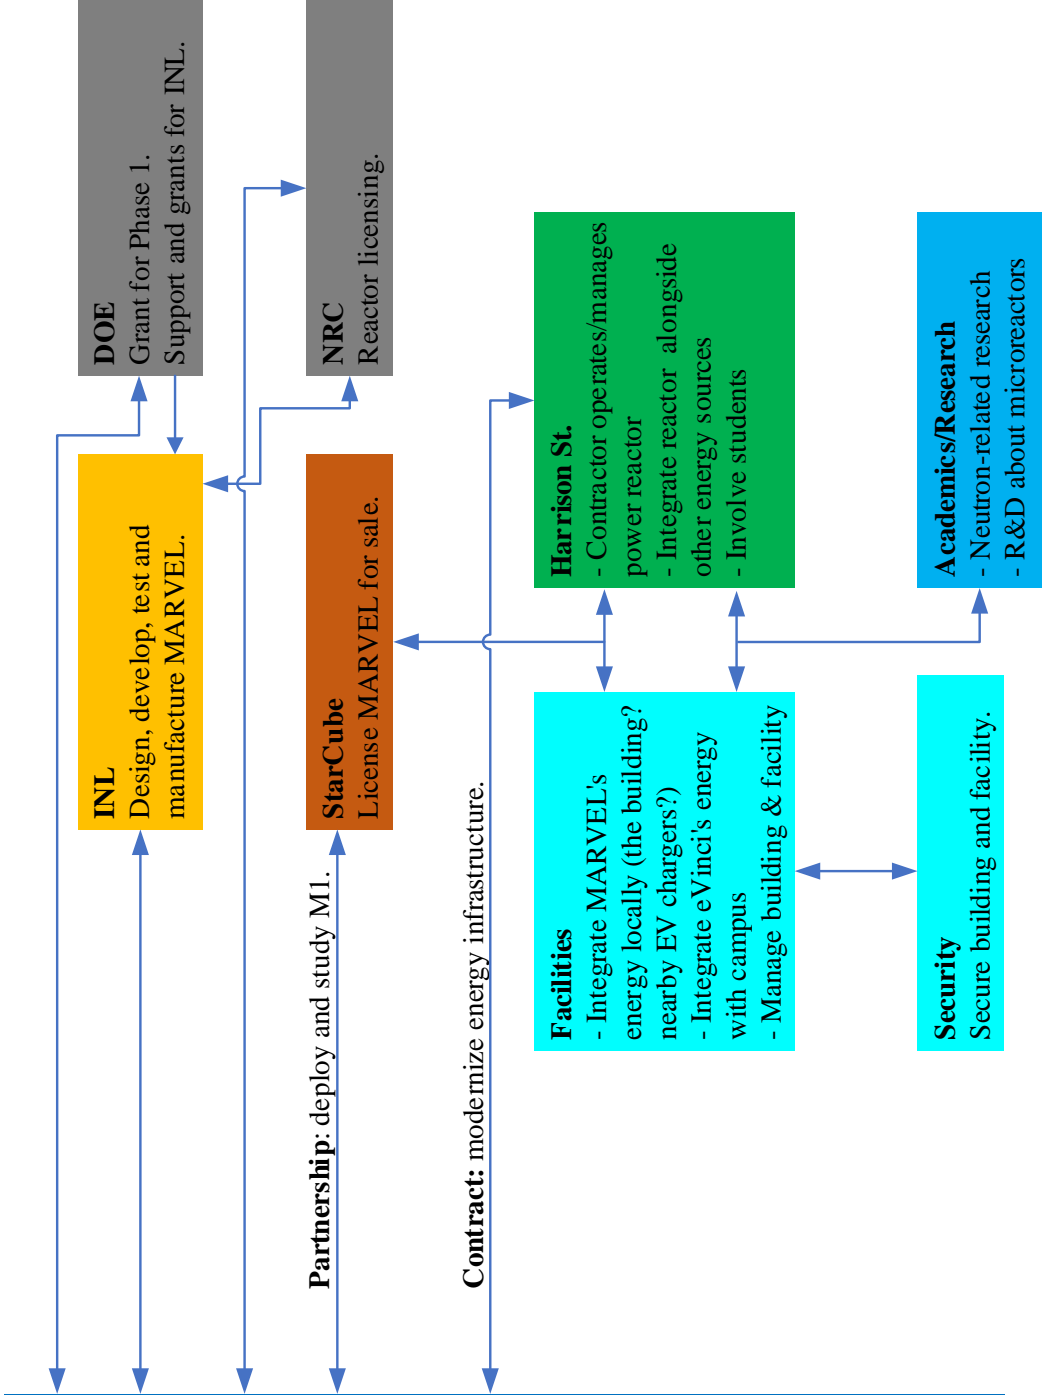 DOE
Grant for Phase 1.
Support and grants for INL.
INL
Design, develop, test and
manufacture MARVEL.
NRC
Reactor licensing.
StarCube
License MARVEL for sale.
Partnership: deploy and study M1.
Contract: modernize energy infrastructure.
Harrison St.
- Contractor operates/manages
power reactor
- Integrate reactor alongside
other energy sources
- Involve students
Facilities
- Integrate MARVEL's
energy locally (the building?
nearby EV chargers?)
- Integrate eVinci's energy
with campus
- Manage building & facility
Academics/Research
- Neutron-related research
- R&D about microreactors
Security
Secure building and facility.